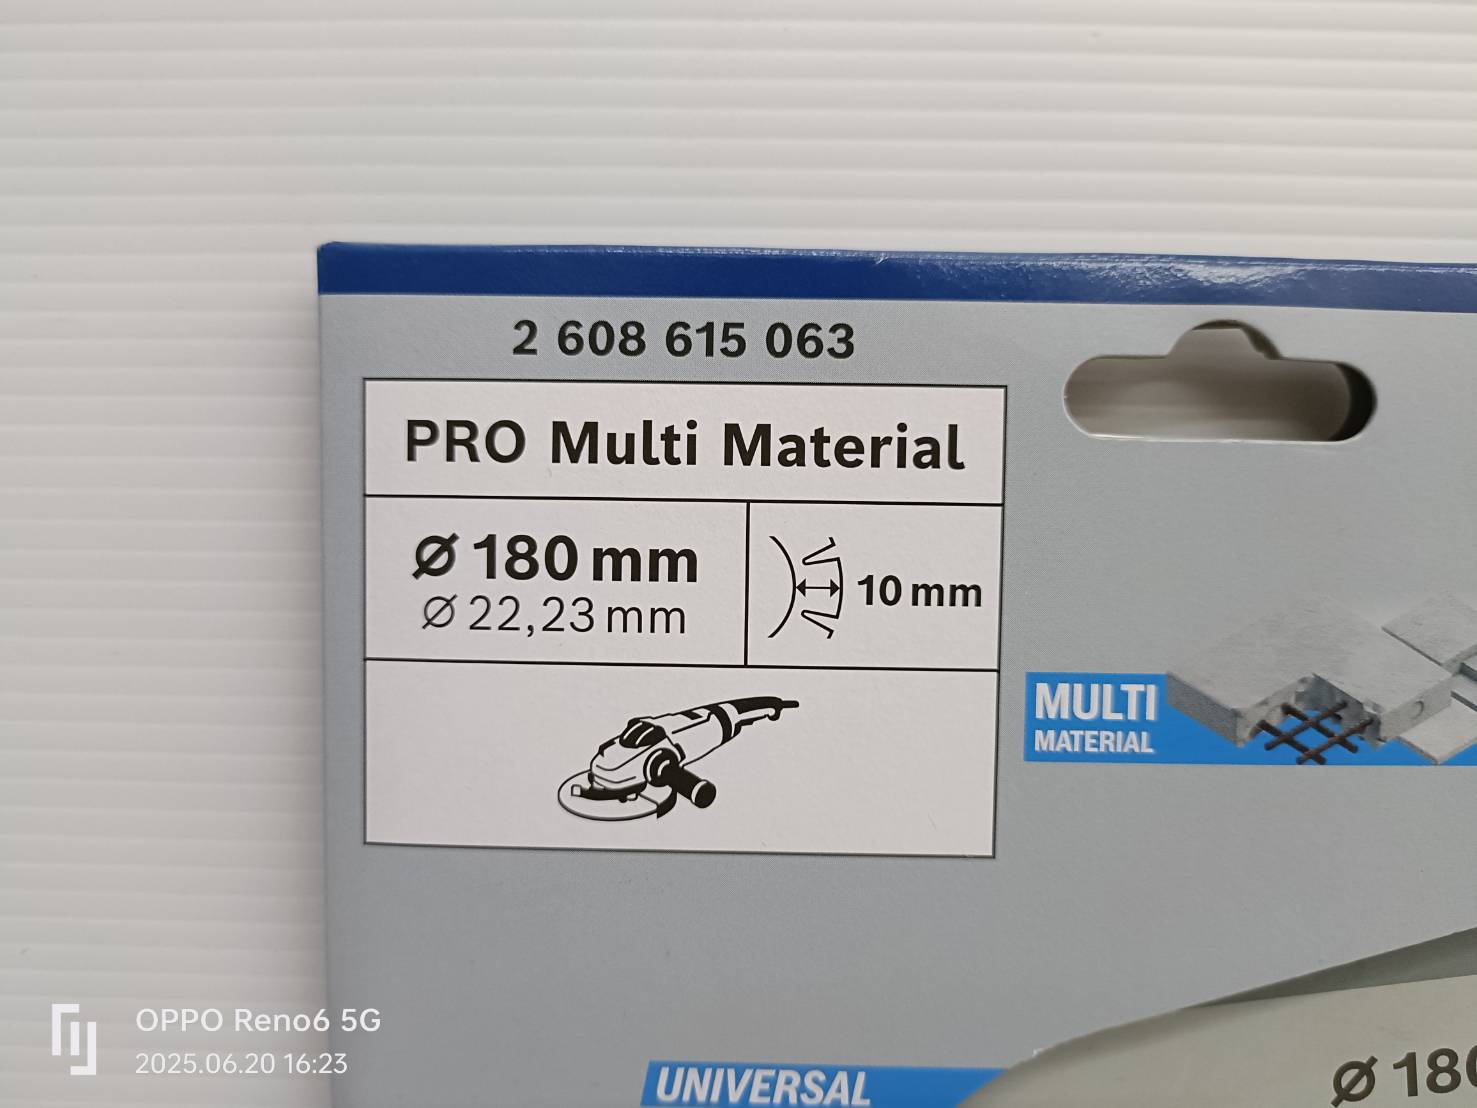 2 608 615 063
PRO Multi Material
Ø 180 mm
Ø 22,23 mm
10 mm
MULTI
MATERIAL
UNIVERSAL
Ø
OPPO Reno6 5G
2025.06.20 16:23